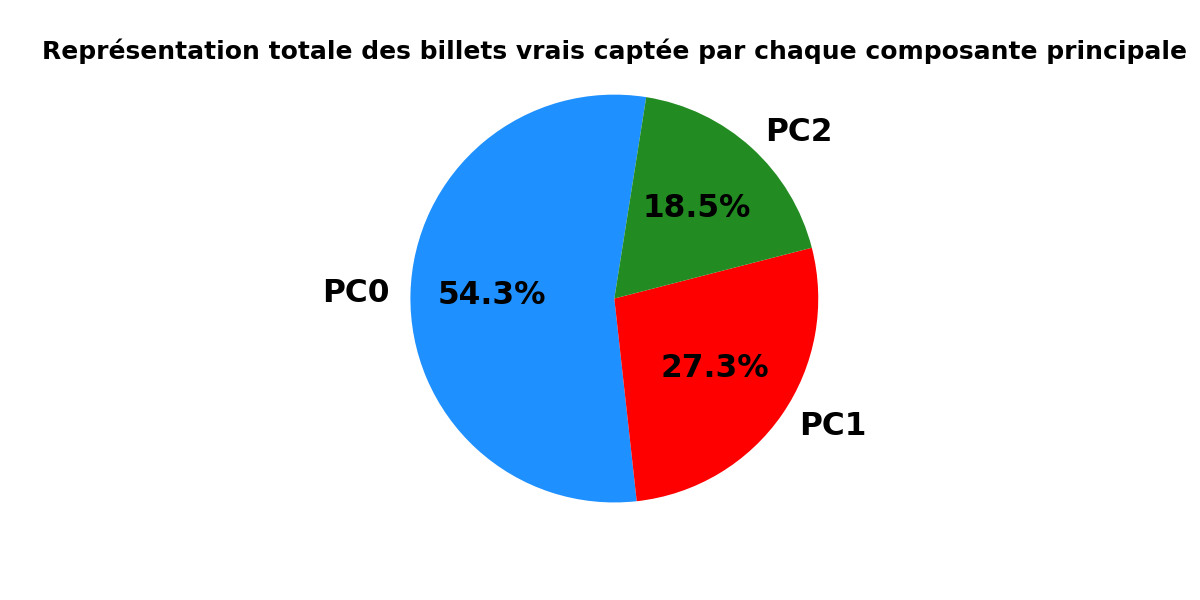 Représentation totale des billets vrais captée par chaque composante principale
PC2
18.5%
PC0
54.3%
27.3%
PC1